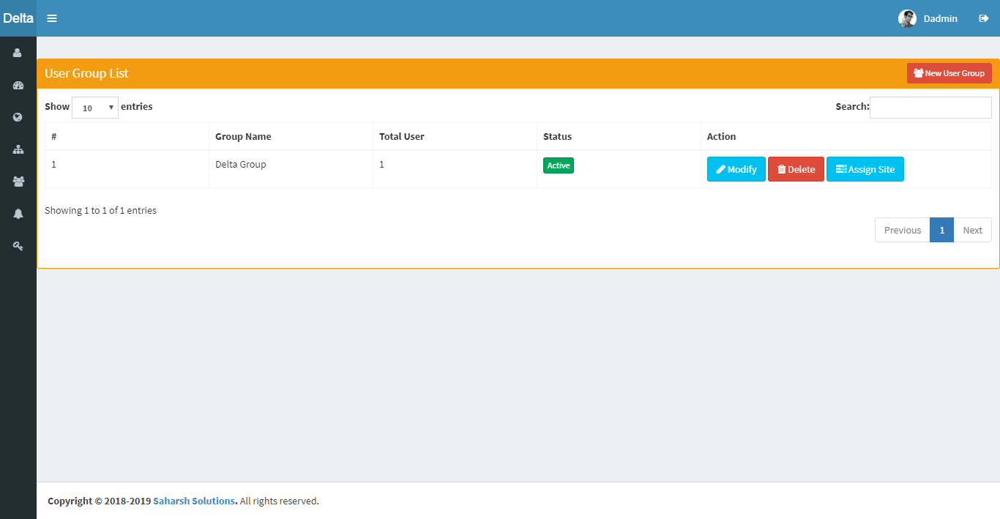 Delta
Dadmin
User Group List
New User Group
Show 10 entries
Search:
# Group Name Total User Status Action
1 Delta Group 1 Active Modify Delete Assign Site
Showing 1 to 1 of 1 entries
Previous 1 Next
Copyright © 2018-2019 Saharsh Solutions. All rights reserved.